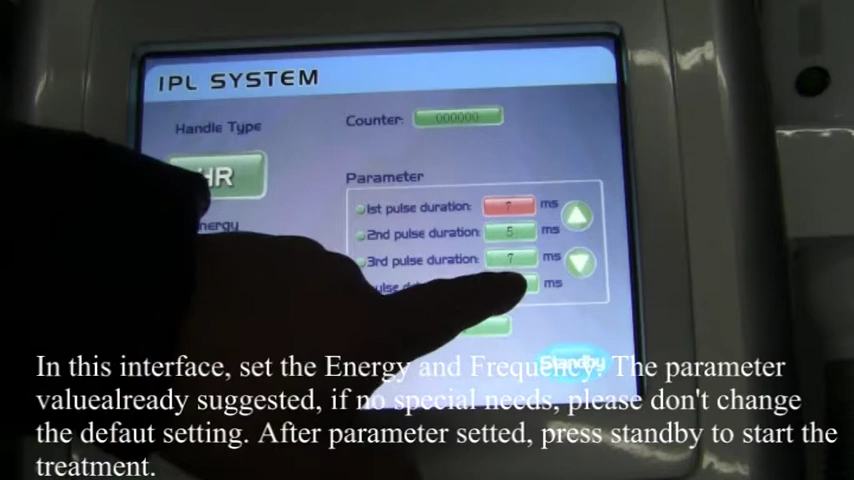 IPL SYSTEM
Handle Type
Counter: 000000
HR
Parameter
1st pulse duration: 7 ms
2nd pulse duration: 5 ms
3rd pulse duration: 7 ms
ms
Standby
In this interface, set the Energy and Frequency. The parameter
valuealready suggested, if no special needs, please don't change
the defaut setting. After parameter setted, press standby to start the
treatment.